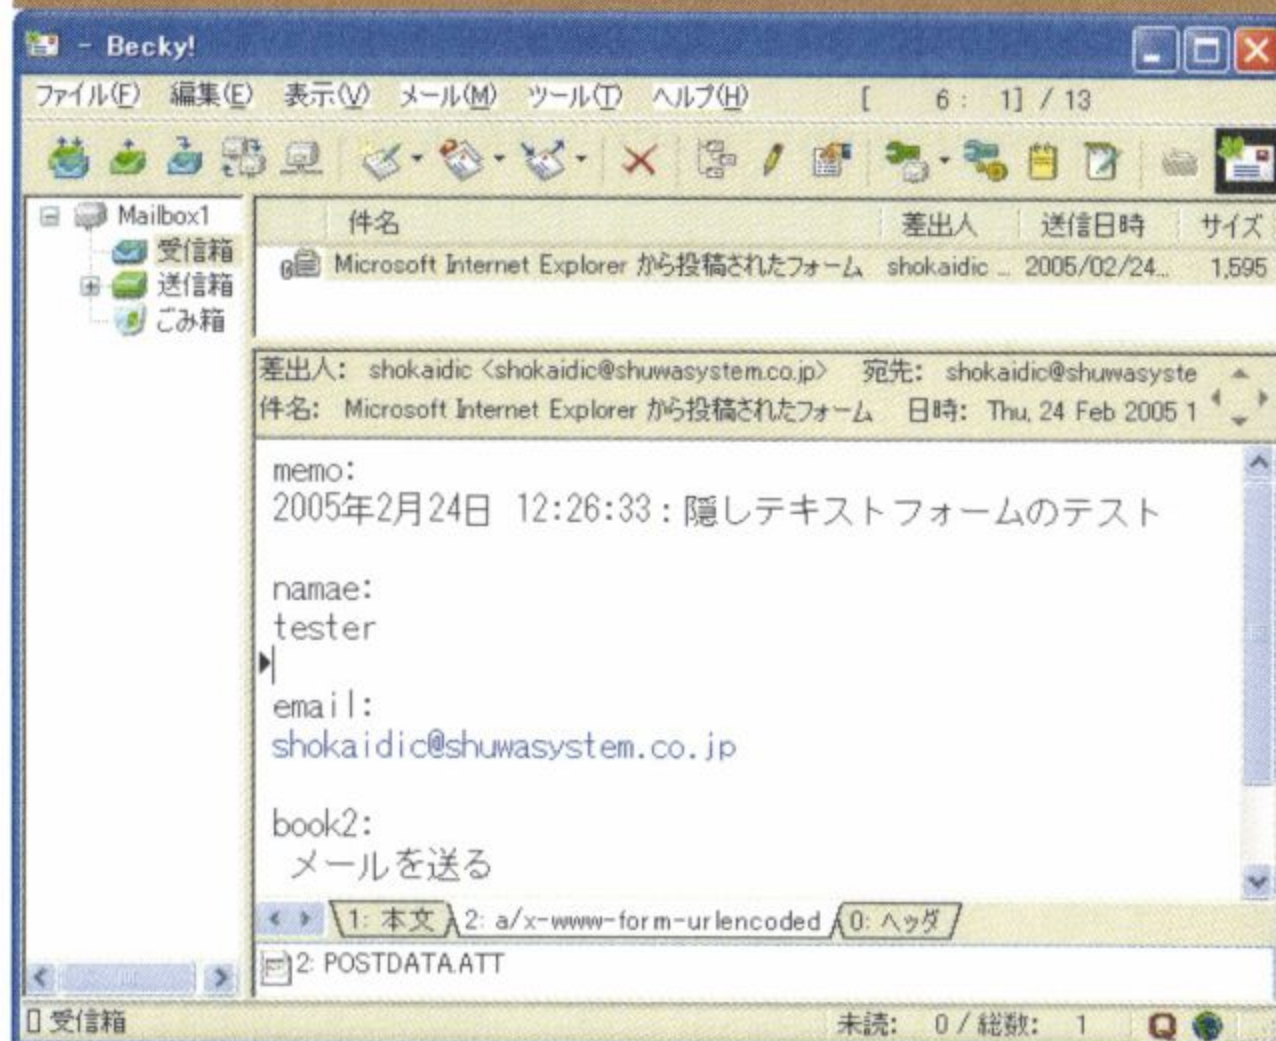 - Becky!
ファイル(F) 編集(E) 表示(V) メール(M) ツール(T) ヘルプ(H) [ 6: 1] / 13
Mailbox1
受信箱
送信箱
ごみ箱
件名 差出人 送信日時 サイズ
Microsoft Internet Explorer から投稿されたフォーム shokaidic ... 2005/02/24... 1,595
差出人: shokaidic <shokaidic@shuwasystem.co.jp> 宛先: shokaidic@shuwasyste
件名: Microsoft Internet Explorer から投稿されたフォーム 日時: Thu, 24 Feb 2005 1
memo:
2005年2月24日 12:26:33：隠しテキストフォームのテスト
namae:
tester
email:
shokaidic@shuwasystem.co.jp
book2:
メールを送る
1: 本文 2: a/x-www-form-urlencoded 0: ヘッダ
2: POSTDATA.ATT
受信箱 未読: 0 / 総数: 1